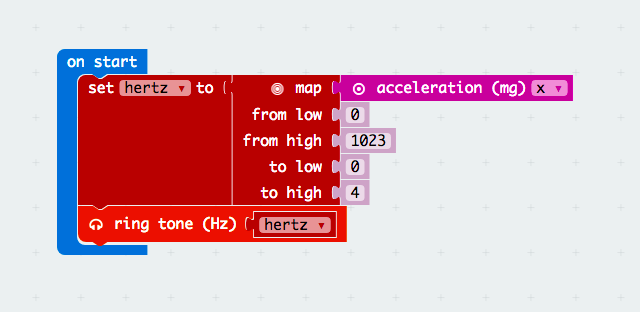 on start
set hertz ▾ to map acceleration (mg) x ▾
from low 0
from high 1023
to low 0
to high 4
ring tone (Hz) hertz ▾